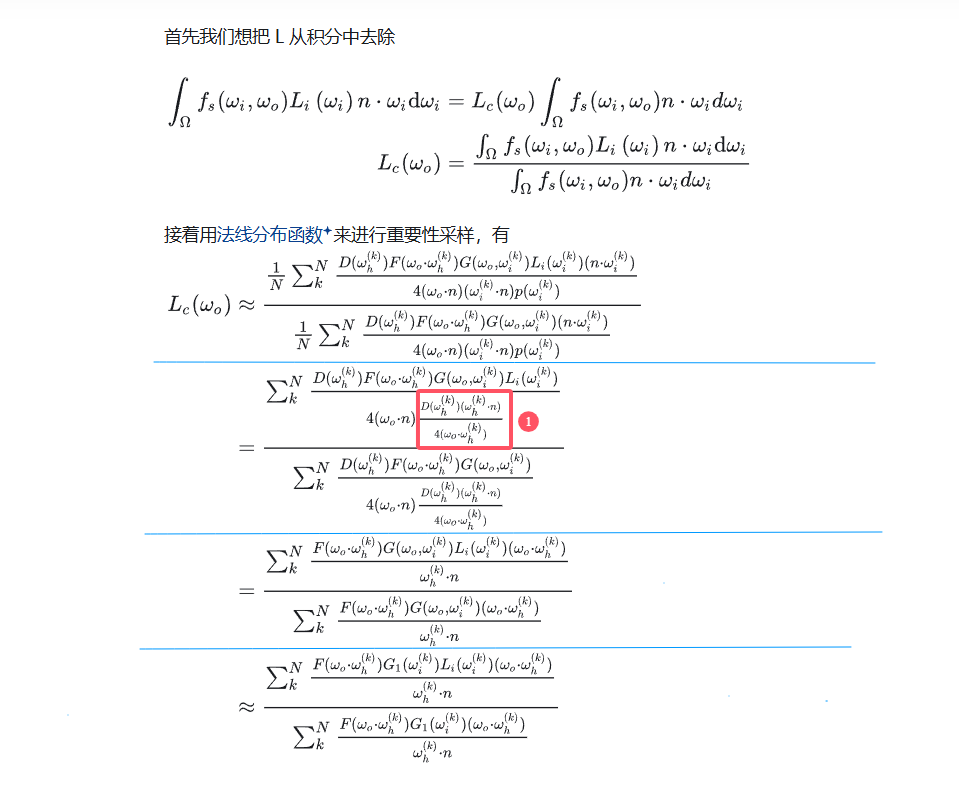 首先我们想把 L 从积分中去除
$\int_{\Omega} f_s(\omega_i, \omega_o) L_i(\omega_i) n \cdot \omega_i \mathrm{d}\omega_i = L_c(\omega_o) \int_{\Omega} f_s(\omega_i, \omega_o) n \cdot \omega_i d\omega_i$
$L_c(\omega_o) = \frac{\int_{\Omega} f_s(\omega_i, \omega_o) L_i(\omega_i) n \cdot \omega_i \mathrm{d}\omega_i}{\int_{\Omega} f_s(\omega_i, \omega_o) n \cdot \omega_i d\omega_i}$
接着用法线分布函数来进行重要性采样，有
$L_c(\omega_o) \approx \frac{\frac{1}{N} \sum_k^N \frac{D(\omega_h^{(k)}) F(\omega_o \cdot \omega_h^{(k)}) G(\omega_o, \omega_i^{(k)}) L_i(\omega_i^{(k)}) (n \cdot \omega_i^{(k)})}{4(\omega_o \cdot n)(\omega_i^{(k)} \cdot n) p(\omega_i^{(k)})}}{\frac{1}{N} \sum_k^N \frac{D(\omega_h^{(k)}) F(\omega_o \cdot \omega_h^{(k)}) G(\omega_o, \omega_i^{(k)}) (n \cdot \omega_i^{(k)})}{4(\omega_o \cdot n)(\omega_i^{(k)} \cdot n) p(\omega_i^{(k)})}}$
$= \frac{\sum_k^N \frac{D(\omega_h^{(k)}) F(\omega_o \cdot \omega_h^{(k)}) G(\omega_o, \omega_i^{(k)}) L_i(\omega_i^{(k)})}{4(\omega_o \cdot n) \frac{D(\omega_h^{(k)}) (\omega_h^{(k)} \cdot n)}{4(\omega_o \cdot \omega_h^{(k)})}}}{\sum_k^N \frac{D(\omega_h^{(k)}) F(\omega_o \cdot \omega_h^{(k)}) G(\omega_o, \omega_i^{(k)})}{4(\omega_o \cdot n) \frac{D(\omega_h^{(k)}) (\omega_h^{(k)} \cdot n)}{4(\omega_o \cdot \omega_h^{(k)})}}}$ 1
$= \frac{\sum_k^N \frac{F(\omega_o \cdot \omega_h^{(k)}) G(\omega_o, \omega_i^{(k)}) L_i(\omega_i^{(k)}) (\omega_o \cdot \omega_h^{(k)})}{\omega_h^{(k)} \cdot n}}{\sum_k^N \frac{F(\omega_o \cdot \omega_h^{(k)}) G(\omega_o, \omega_i^{(k)}) (\omega_o \cdot \omega_h^{(k)})}{\omega_h^{(k)} \cdot n}}$
$\approx \frac{\sum_k^N \frac{F(\omega_o \cdot \omega_h^{(k)}) G_1(\omega_i^{(k)}) L_i(\omega_i^{(k)}) (\omega_o \cdot \omega_h^{(k)})}{\omega_h^{(k)} \cdot n}}{\sum_k^N \frac{F(\omega_o \cdot \omega_h^{(k)}) G_1(\omega_i^{(k)}) (\omega_o \cdot \omega_h^{(k)})}{\omega_h^{(k)} \cdot n}}$